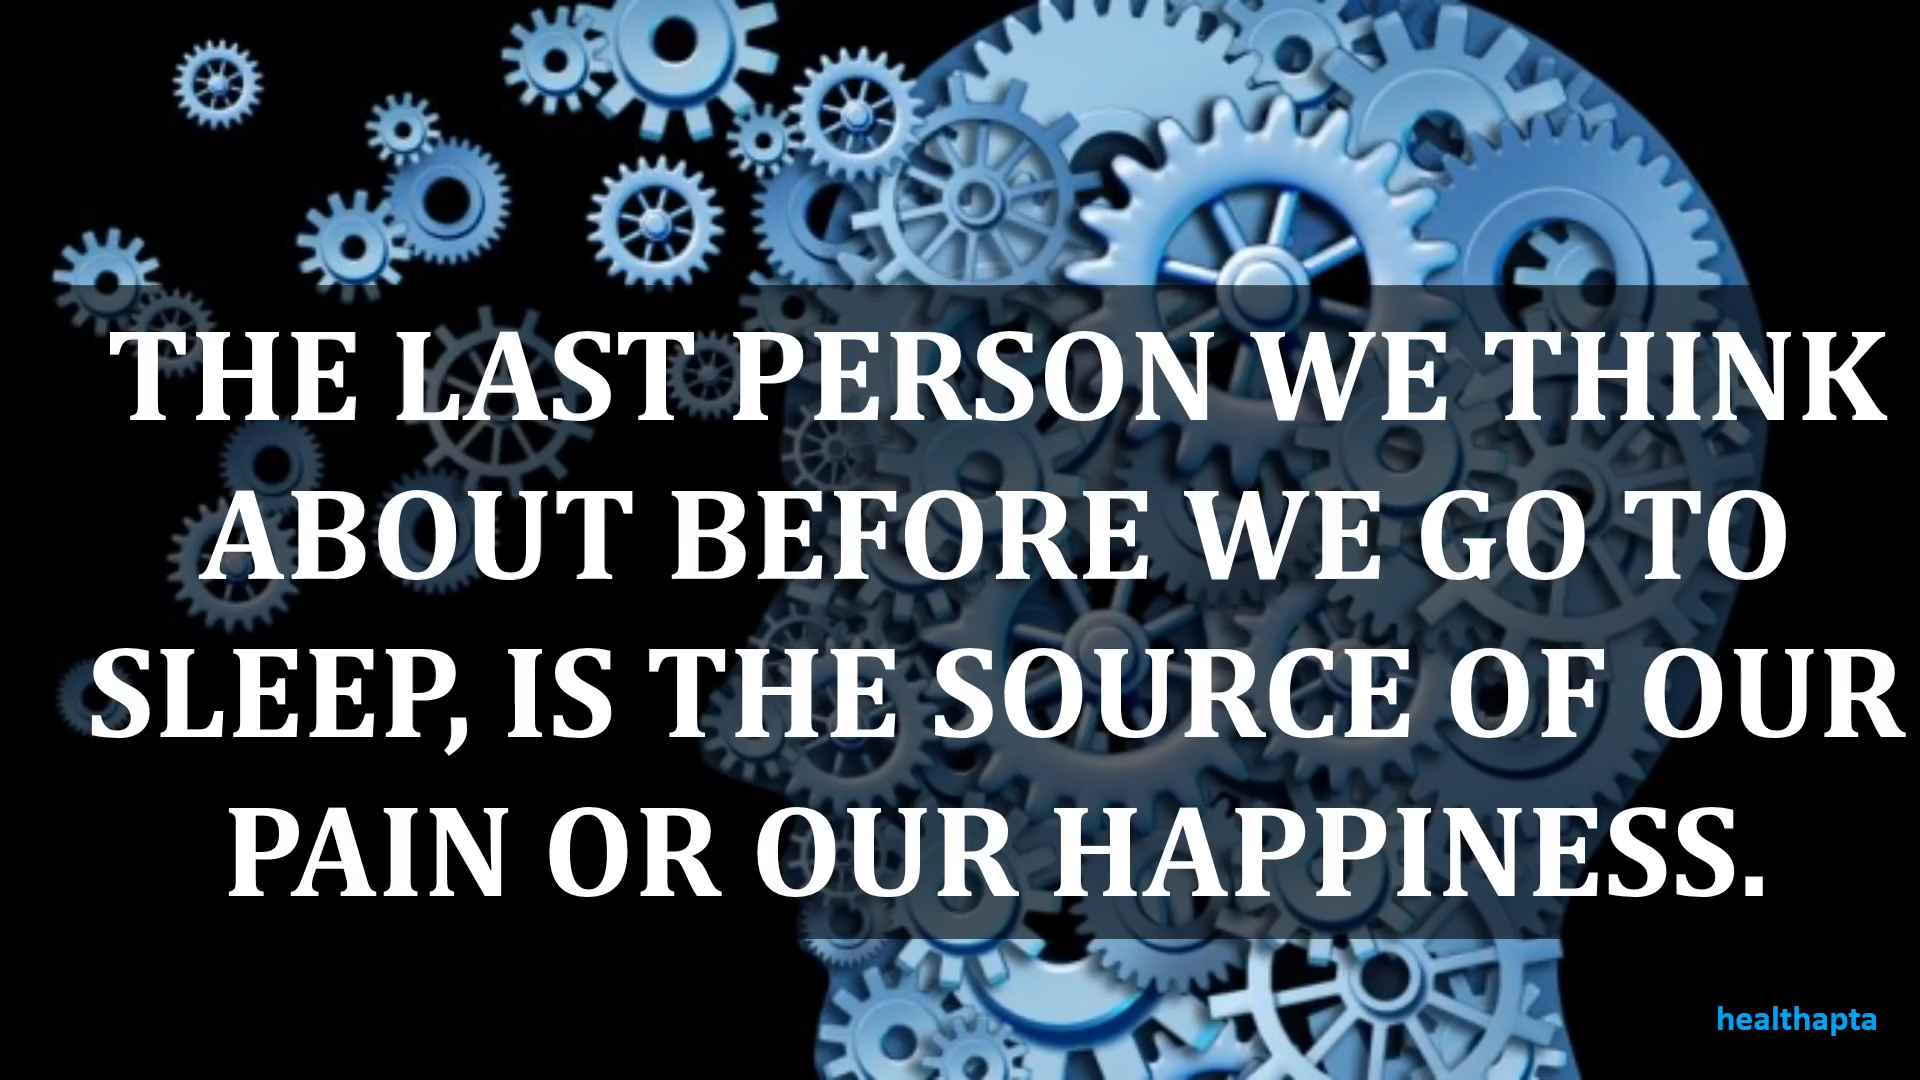 THE LAST PERSON WE THINK
ABOUT BEFORE WE GO TO
SLEEP, IS THE SOURCE OF OUR
PAIN OR OUR HAPPINESS.
healthapta